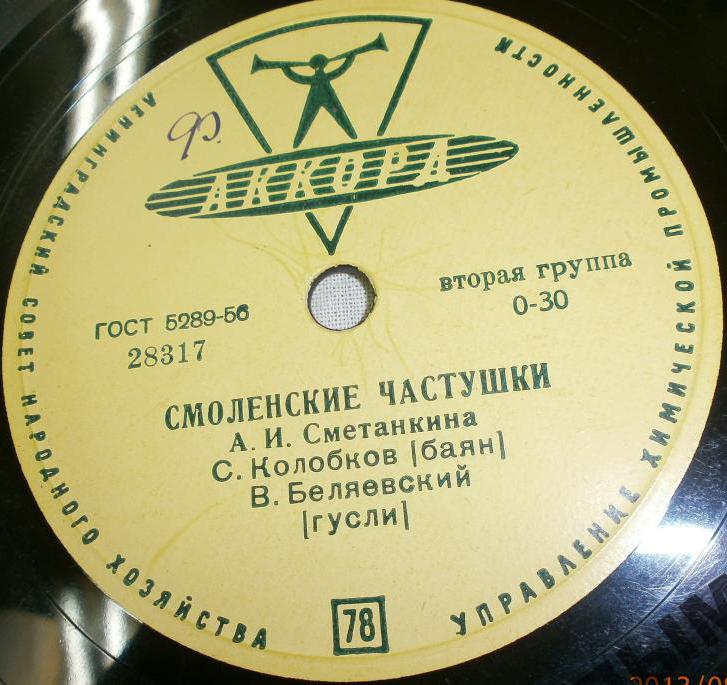 ЛЕНИНГРАДСКИЙ СОВЕТ НАРОДНОГО ХОЗЯЙСТВА
УПРАВЛЕНИЕ ХИМИЧЕСКОЙ ПРОМЫШЛЕННОСТИ
Ф.
АККОРД
ГОСТ 5289-56
28317
вторая группа
0-30
СМОЛЕНСКИЕ ЧАСТУШКИ
А. И. Сметанкина
С. Колобков [баян]
В. Беляевский
[гусли]
78